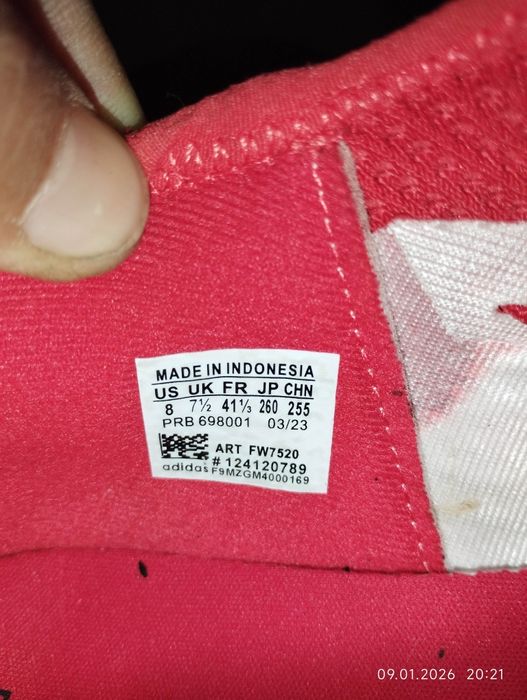 MADE IN INDONESIA
US UK FR JP CHN
8 7½ 41⅓ 260 255
PRB 698001 03/23
ART FW7520
# 124120789
adidas F9MZGM4000169
09.01.2026 20:21